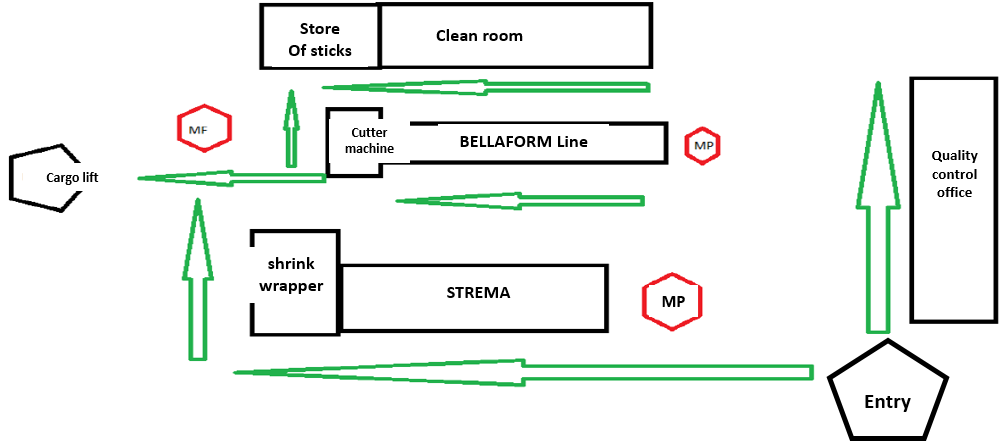 Store
Of sticks
Clean room
MF
Cutter
machine
BELLAFORM Line
MP
Quality
control
office
Cargo lift
shrink
wrapper
STREMA
MP
Entry